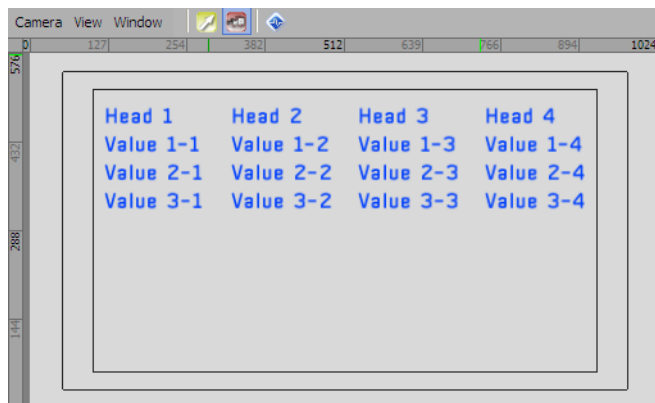 Camera View Window
0 127 254 382 512 639 766 894 1024
576
432
288
144
Head 1 Head 2 Head 3 Head 4
Value 1-1 Value 1-2 Value 1-3 Value 1-4
Value 2-1 Value 2-2 Value 2-3 Value 2-4
Value 3-1 Value 3-2 Value 3-3 Value 3-4